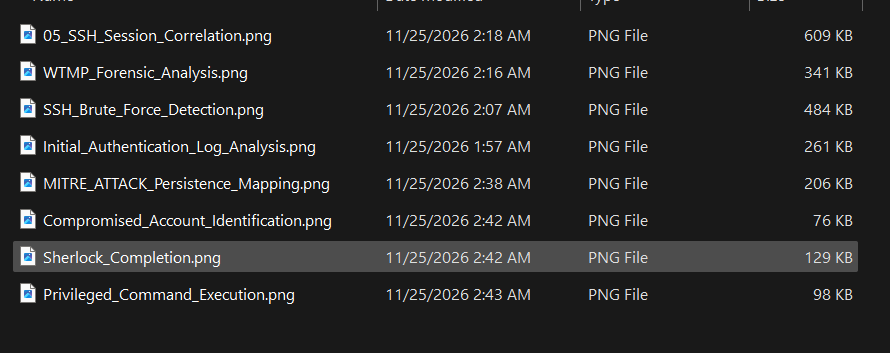 Name Date modified Type Size
05_SSH_Session_Correlation.png 11/25/2026 2:18 AM PNG File 609 KB
WTMP_Forensic_Analysis.png 11/25/2026 2:16 AM PNG File 341 KB
SSH_Brute_Force_Detection.png 11/25/2026 2:07 AM PNG File 484 KB
Initial_Authentication_Log_Analysis.png 11/25/2026 1:57 AM PNG File 261 KB
MITRE_ATTACK_Persistence_Mapping.png 11/25/2026 2:38 AM PNG File 206 KB
Compromised_Account_Identification.png 11/25/2026 2:42 AM PNG File 76 KB
Sherlock_Completion.png 11/25/2026 2:42 AM PNG File 129 KB
Privileged_Command_Execution.png 11/25/2026 2:43 AM PNG File 98 KB